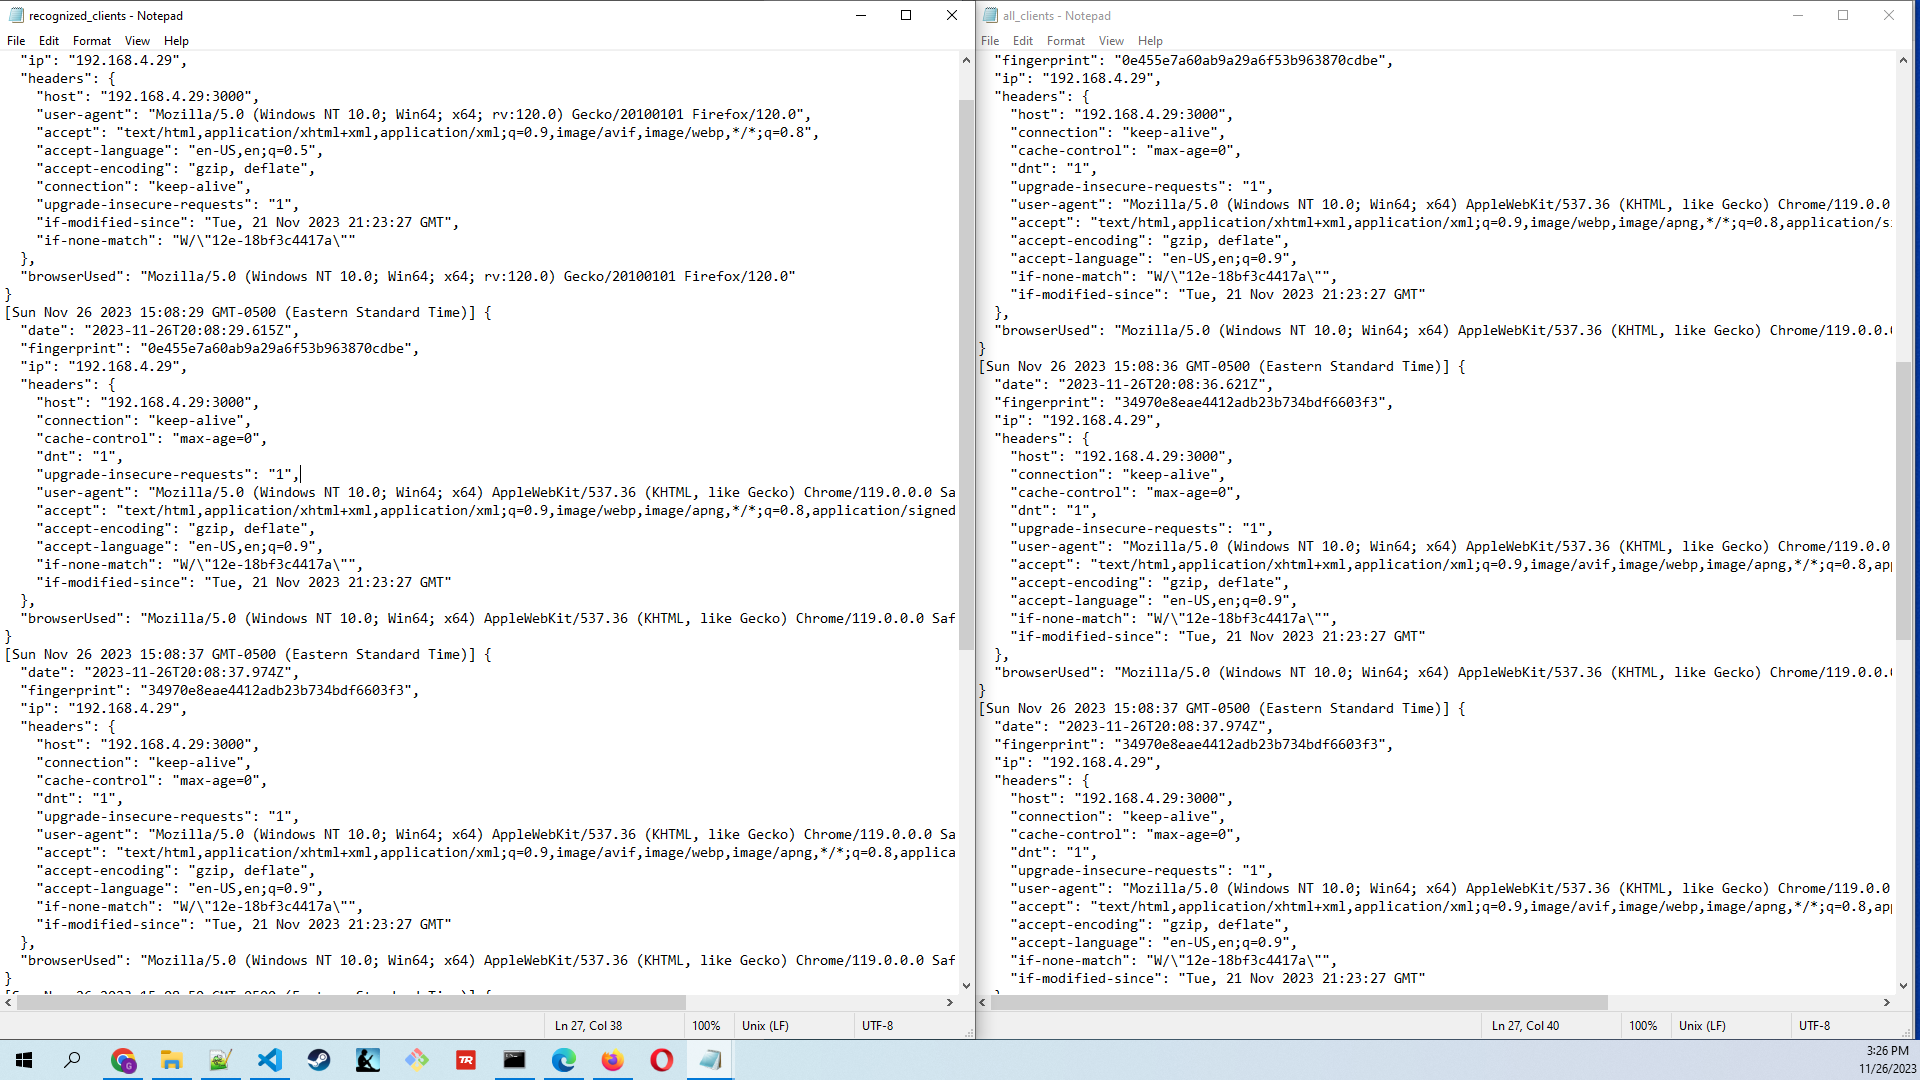 recognized_clients - Notepad
File Edit Format View Help
"ip": "192.168.4.29",
"headers": {
"host": "192.168.4.29:3000",
"user-agent": "Mozilla/5.0 (Windows NT 10.0; Win64; x64; rv:120.0) Gecko/20100101 Firefox/120.0",
"accept": "text/html,application/xhtml+xml,application/xml;q=0.9,image/avif,image/webp,*/*;q=0.8",
"accept-language": "en-US,en;q=0.5",
"accept-encoding": "gzip, deflate",
"connection": "keep-alive",
"upgrade-insecure-requests": "1",
"if-modified-since": "Tue, 21 Nov 2023 21:23:27 GMT",
"if-none-match": "W/\"12e-18bf3c4417a\""
},
"browserUsed": "Mozilla/5.0 (Windows NT 10.0; Win64; x64; rv:120.0) Gecko/20100101 Firefox/120.0"
}
[Sun Nov 26 2023 15:08:29 GMT-0500 (Eastern Standard Time)] {
"date": "2023-11-26T20:08:29.615Z",
"fingerprint": "0e455e7a60ab9a29a6f53b963870cdbe",
"ip": "192.168.4.29",
"headers": {
"host": "192.168.4.29:3000",
"connection": "keep-alive",
"cache-control": "max-age=0",
"dnt": "1",
"upgrade-insecure-requests": "1",
"user-agent": "Mozilla/5.0 (Windows NT 10.0; Win64; x64) AppleWebKit/537.36 (KHTML, like Gecko) Chrome/119.0.0.0 Sa
"accept": "text/html,application/xhtml+xml,application/xml;q=0.9,image/webp,image/apng,*/*;q=0.8,application/signed
"accept-encoding": "gzip, deflate",
"accept-language": "en-US,en;q=0.9",
"if-none-match": "W/\"12e-18bf3c4417a\"",
"if-modified-since": "Tue, 21 Nov 2023 21:23:27 GMT"
},
"browserUsed": "Mozilla/5.0 (Windows NT 10.0; Win64; x64) AppleWebKit/537.36 (KHTML, like Gecko) Chrome/119.0.0.0 Saf
}
[Sun Nov 26 2023 15:08:37 GMT-0500 (Eastern Standard Time)] {
"date": "2023-11-26T20:08:37.974Z",
"fingerprint": "34970e8eae4412adb23b734bdf6603f3",
"ip": "192.168.4.29",
"headers": {
"host": "192.168.4.29:3000",
"connection": "keep-alive",
"cache-control": "max-age=0",
"dnt": "1",
"upgrade-insecure-requests": "1",
"user-agent": "Mozilla/5.0 (Windows NT 10.0; Win64; x64) AppleWebKit/537.36 (KHTML, like Gecko) Chrome/119.0.0.0 Sa
"accept": "text/html,application/xhtml+xml,application/xml;q=0.9,image/avif,image/webp,image/apng,*/*;q=0.8,applica
"accept-encoding": "gzip, deflate",
"accept-language": "en-US,en;q=0.9",
"if-none-match": "W/\"12e-18bf3c4417a\"",
"if-modified-since": "Tue, 21 Nov 2023 21:23:27 GMT"
},
"browserUsed": "Mozilla/5.0 (Windows NT 10.0; Win64; x64) AppleWebKit/537.36 (KHTML, like Gecko) Chrome/119.0.0.0 Saf
}
Ln 27, Col 38 100% Unix (LF) UTF-8
all_clients - Notepad
File Edit Format View Help
"fingerprint": "0e455e7a60ab9a29a6f53b963870cdbe",
"ip": "192.168.4.29",
"headers": {
"host": "192.168.4.29:3000",
"connection": "keep-alive",
"cache-control": "max-age=0",
"dnt": "1",
"upgrade-insecure-requests": "1",
"user-agent": "Mozilla/5.0 (Windows NT 10.0; Win64; x64) AppleWebKit/537.36 (KHTML, like Gecko) Chrome/119.0.0
"accept": "text/html,application/xhtml+xml,application/xml;q=0.9,image/webp,image/apng,*/*;q=0.8,application/s
"accept-encoding": "gzip, deflate",
"accept-language": "en-US,en;q=0.9",
"if-none-match": "W/\"12e-18bf3c4417a\"",
"if-modified-since": "Tue, 21 Nov 2023 21:23:27 GMT"
},
"browserUsed": "Mozilla/5.0 (Windows NT 10.0; Win64; x64) AppleWebKit/537.36 (KHTML, like Gecko) Chrome/119.0.0.
}
[Sun Nov 26 2023 15:08:36 GMT-0500 (Eastern Standard Time)] {
"date": "2023-11-26T20:08:36.621Z",
"fingerprint": "34970e8eae4412adb23b734bdf6603f3",
"ip": "192.168.4.29",
"headers": {
"host": "192.168.4.29:3000",
"connection": "keep-alive",
"cache-control": "max-age=0",
"dnt": "1",
"upgrade-insecure-requests": "1",
"user-agent": "Mozilla/5.0 (Windows NT 10.0; Win64; x64) AppleWebKit/537.36 (KHTML, like Gecko) Chrome/119.0.0
"accept": "text/html,application/xhtml+xml,application/xml;q=0.9,image/avif,image/webp,image/apng,*/*;q=0.8,ap
"accept-encoding": "gzip, deflate",
"accept-language": "en-US,en;q=0.9",
"if-none-match": "W/\"12e-18bf3c4417a\"",
"if-modified-since": "Tue, 21 Nov 2023 21:23:27 GMT"
},
"browserUsed": "Mozilla/5.0 (Windows NT 10.0; Win64; x64) AppleWebKit/537.36 (KHTML, like Gecko) Chrome/119.0.0.
}
[Sun Nov 26 2023 15:08:37 GMT-0500 (Eastern Standard Time)] {
"date": "2023-11-26T20:08:37.974Z",
"fingerprint": "34970e8eae4412adb23b734bdf6603f3",
"ip": "192.168.4.29",
"headers": {
"host": "192.168.4.29:3000",
"connection": "keep-alive",
"cache-control": "max-age=0",
"dnt": "1",
"upgrade-insecure-requests": "1",
"user-agent": "Mozilla/5.0 (Windows NT 10.0; Win64; x64) AppleWebKit/537.36 (KHTML, like Gecko) Chrome/119.0.0
"accept": "text/html,application/xhtml+xml,application/xml;q=0.9,image/avif,image/webp,image/apng,*/*;q=0.8,ap
"accept-encoding": "gzip, deflate",
"accept-language": "en-US,en;q=0.9",
"if-none-match": "W/\"12e-18bf3c4417a\"",
"if-modified-since": "Tue, 21 Nov 2023 21:23:27 GMT"
Ln 27, Col 40 100% Unix (LF) UTF-8
G
TR
3:26 PM
11/26/2023